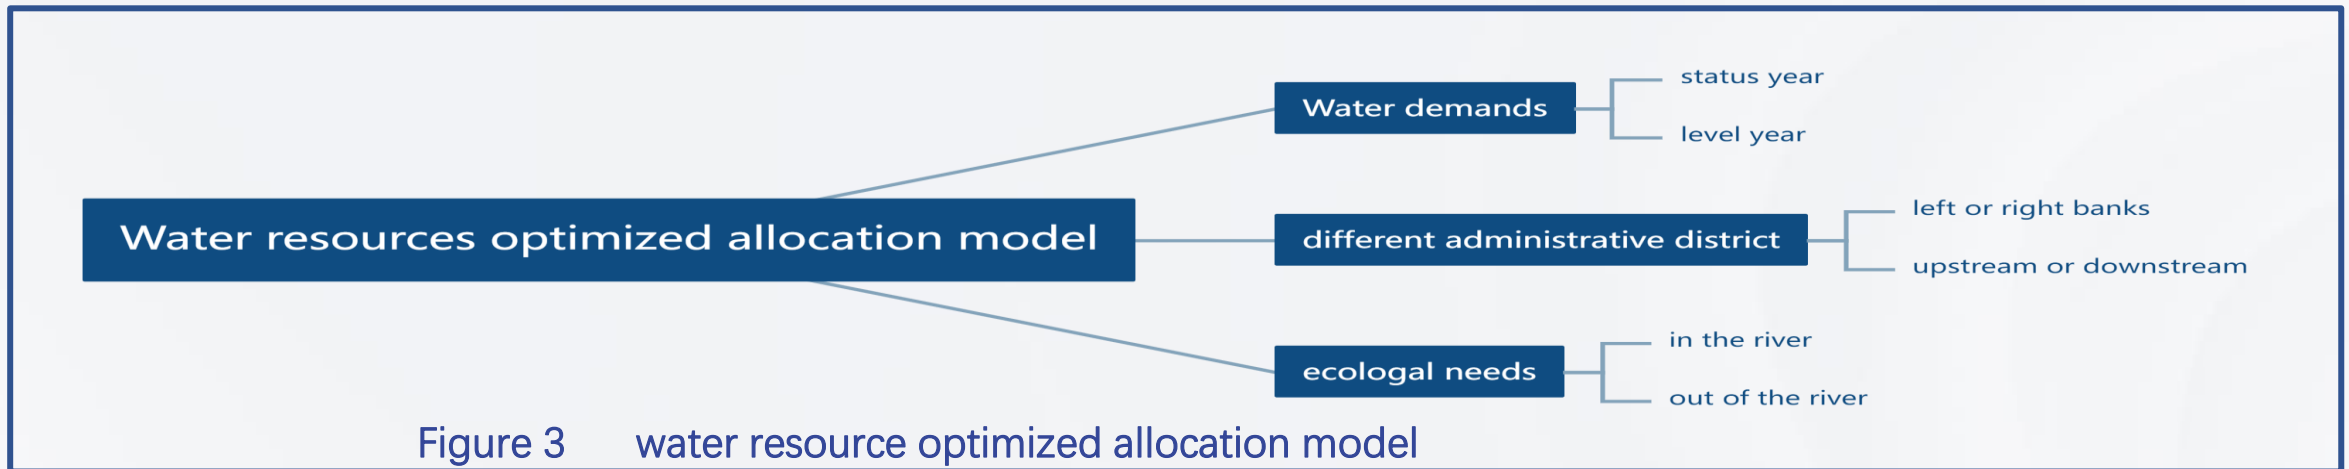 Water resources optimized allocation model
Water demands
status year
level year
different administrative district
left or right banks
upstream or downstream
ecologal needs
in the river
out of the river
Figure 3 water resource optimized allocation model